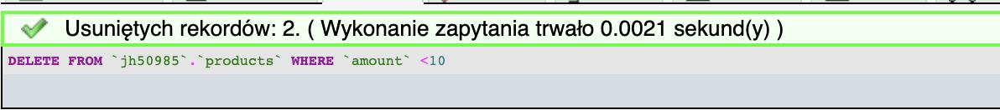 Usuniętych rekordów: 2. ( Wykonanie zapytania trwało 0.0021 sekund(y) )
DELETE FROM `jh50985`.`products` WHERE `amount` <10